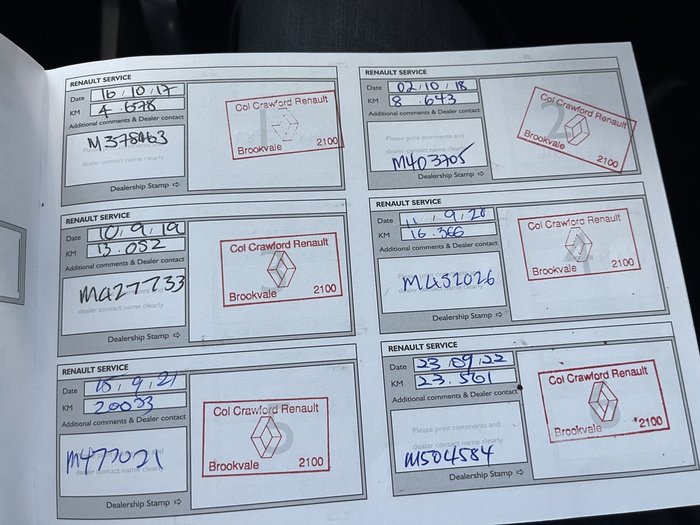 RENAULT SERVICE
Date 16.10.17
KM 4.678
Additional comments & Dealer contact
M378463
Dealership Stamp
Col Crawford Renault
Brookvale 2100
RENAULT SERVICE
Date 02.10.18
KM 8.643
Additional comments & Dealer contact
Please print comments and
dealer contact name clearly
M403705
Dealership Stamp
2
Col Crawford Renault
Brookvale 2100
RENAULT SERVICE
Date 10.9.19
KM 13.052
Additional comments & Dealer contact
M427733
dealer contact name clearly
Dealership Stamp
3
Col Crawford Renault
Brookvale 2100
RENAULT SERVICE
Date 11.9.20
KM 16.366
Additional comments & Dealer contact
M452026
dealer contact name clearly
Dealership Stamp
4
Col Crawford Renault
Brookvale 2100
RENAULT SERVICE
Date 15.9.21
KM
Additional comments & Dealer contact
M477021
Dealership Stamp
5
Col Crawford Renault
Brookvale 2100
RENAULT SERVICE
Date 23.09.22
KM 23.561
Additional comments & Dealer contact
Please print comments and
dealer contact name clearly
M504584
Dealership Stamp
Col Crawford Renault
Brookvale 2100